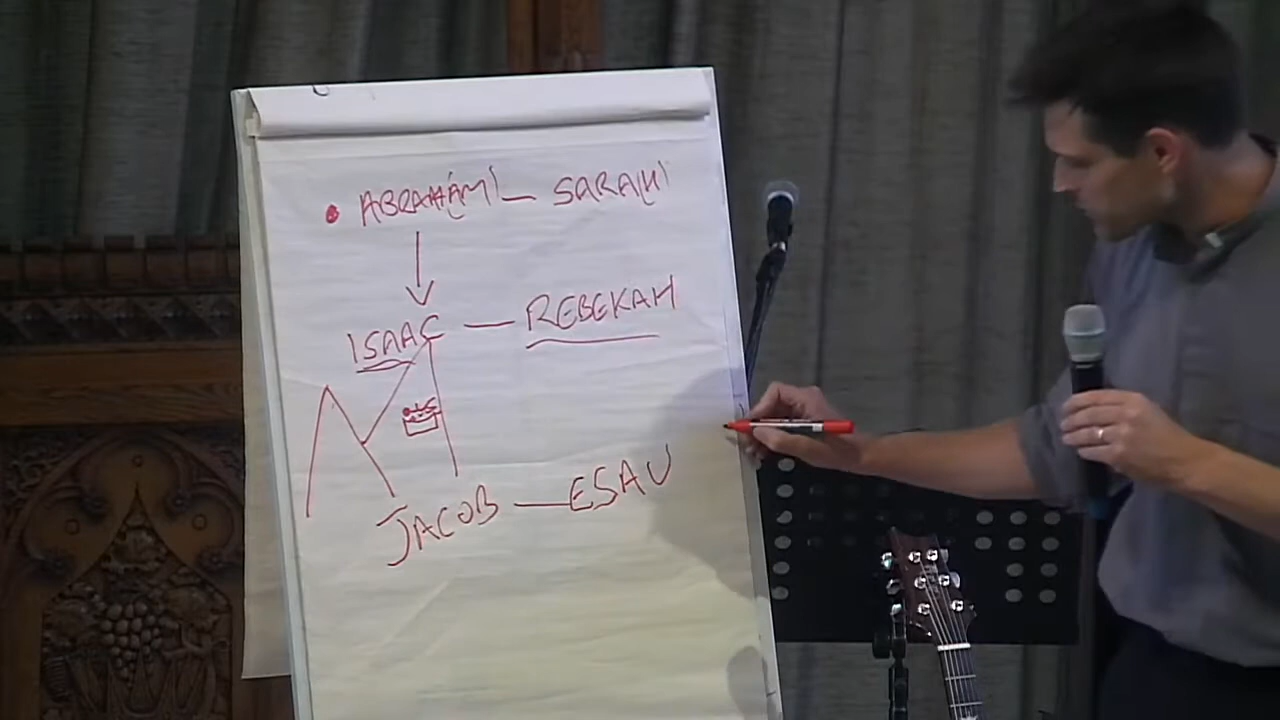 • ABRAHAM — SARAH
ISAAC — REBEKAH
JACOB — ESAU